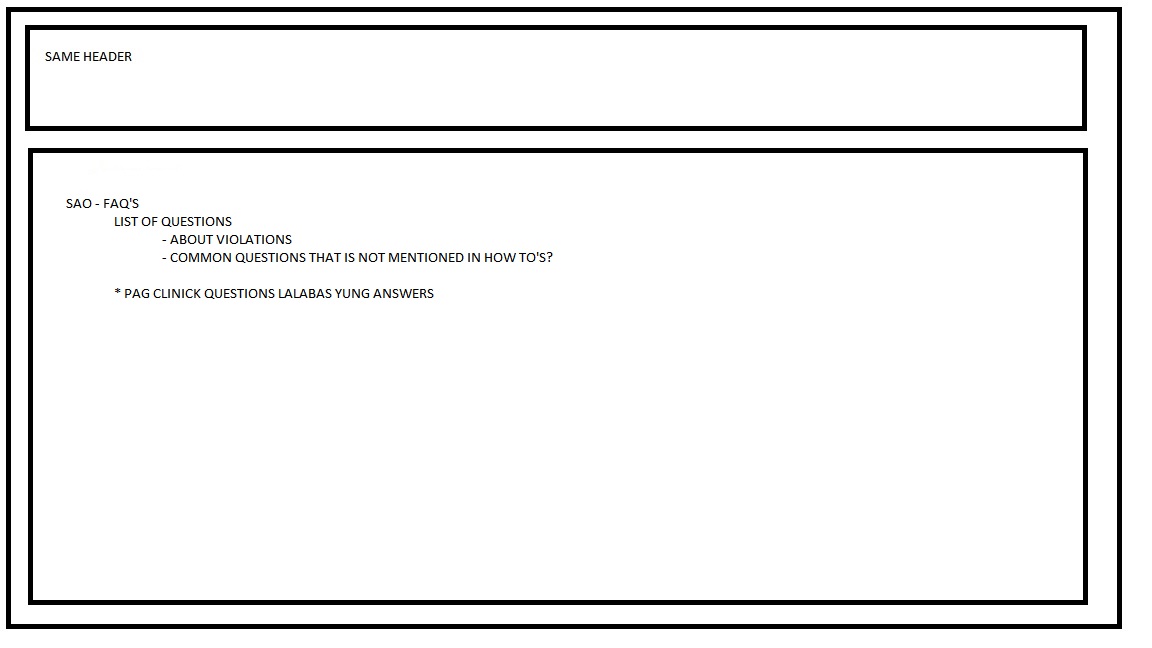 SAME HEADER
SAO - FAQ'S
LIST OF QUESTIONS
- ABOUT VIOLATIONS
- COMMON QUESTIONS THAT IS NOT MENTIONED IN HOW TO'S?
* PAG CLINICK QUESTIONS LALABAS YUNG ANSWERS